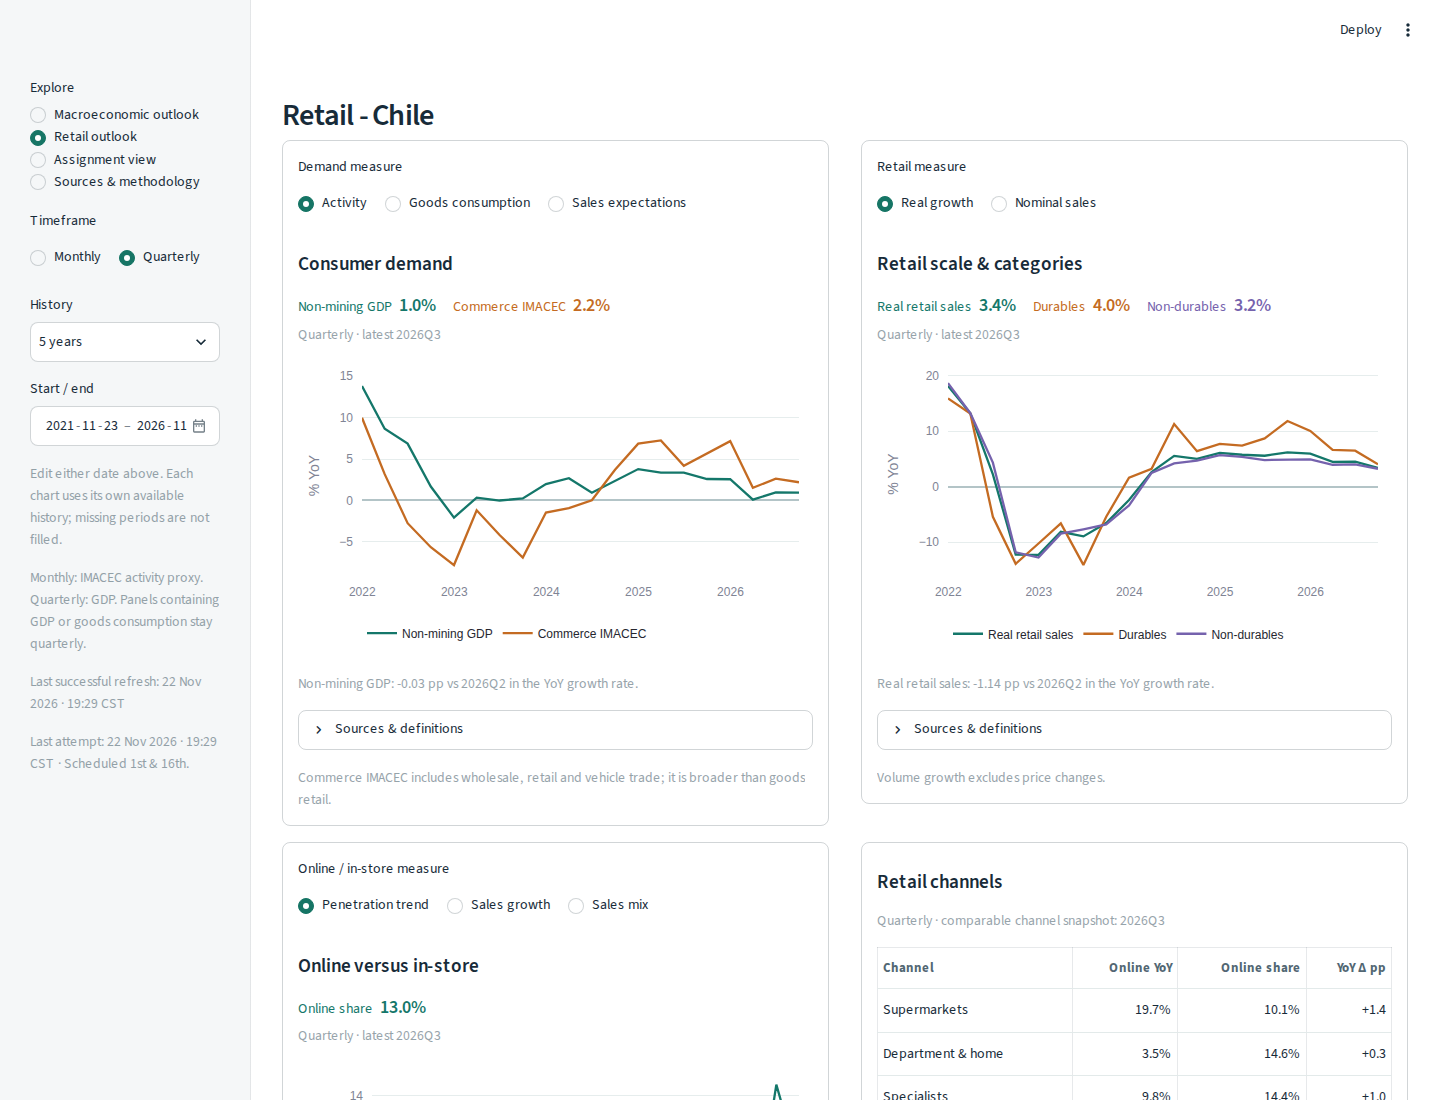 Deploy
Explore
Macroeconomic outlook
Retail outlook
Assignment view
Sources & methodology
Timeframe
Monthly
Quarterly
History
5 years
Start / end
2021-11-23 – 2026-11
Edit either date above. Each
chart uses its own available
history; missing periods are not
filled.
Monthly: IMACEC activity proxy.
Quarterly: GDP. Panels containing
GDP or goods consumption stay
quarterly.
Last successful refresh: 22 Nov
2026 · 19:29 CST
Last attempt: 22 Nov 2026 · 19:29
CST · Scheduled 1st & 16th.
Retail - Chile
Demand measure
Activity
Goods consumption
Sales expectations
Consumer demand
Non-mining GDP 1.0% Commerce IMACEC 2.2%
Quarterly · latest 2026Q3
% YoY
15
10
5
0
−5
2022
2023
2024
2025
2026
Non-mining GDP
Commerce IMACEC
Non-mining GDP: -0.03 pp vs 2026Q2 in the YoY growth rate.
Sources & definitions
Commerce IMACEC includes wholesale, retail and vehicle trade; it is broader than goods
retail.
Retail measure
Real growth
Nominal sales
Retail scale & categories
Real retail sales 3.4% Durables 4.0% Non-durables 3.2%
Quarterly · latest 2026Q3
% YoY
20
10
0
−10
2022
2023
2024
2025
2026
Real retail sales
Durables
Non-durables
Real retail sales: -1.14 pp vs 2026Q2 in the YoY growth rate.
Sources & definitions
Volume growth excludes price changes.
Online / in-store measure
Penetration trend
Sales growth
Sales mix
Online versus in-store
Online share 13.0%
Quarterly · latest 2026Q3
14
Retail channels
Quarterly · comparable channel snapshot: 2026Q3
Channel Online YoY Online share YoY Δ pp
Supermarkets 19.7% 10.1% +1.4
Department & home 3.5% 14.6% +0.3
Specialists 9.8% 14.4% +1.0